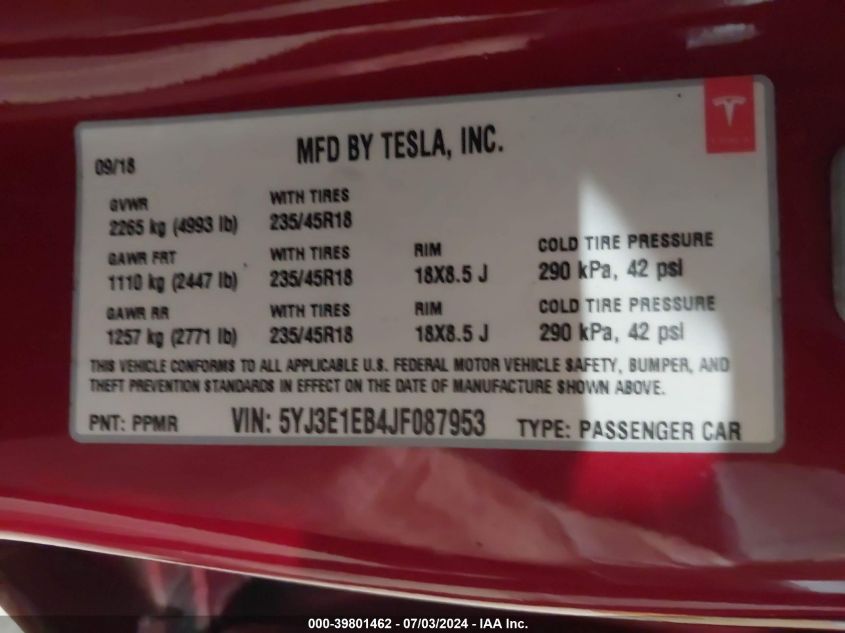 MFD BY TESLA, INC.
09/18
GVWR WITH TIRES
2265 kg (4993 lb) 235/45R18
GAWR FRT WITH TIRES RIM COLD TIRE PRESSURE
1110 kg (2447 lb) 235/45R18 18X8.5 J 290 kPa, 42 psi
GAWR RR WITH TIRES RIM COLD TIRE PRESSURE
1257 kg (2771 lb) 235/45R18 18X8.5 J 290 kPa, 42 psi
THIS VEHICLE CONFORMS TO ALL APPLICABLE U.S. FEDERAL MOTOR VEHICLE SAFETY, BUMPER, AND
THEFT PREVENTION STANDARDS IN EFFECT ON THE DATE OF MANUFACTURE SHOWN ABOVE.
PNT: PPMR VIN: 5YJ3E1EB4JF087953 TYPE: PASSENGER CAR
000-39801462 - 07/03/2024 - IAA Inc.